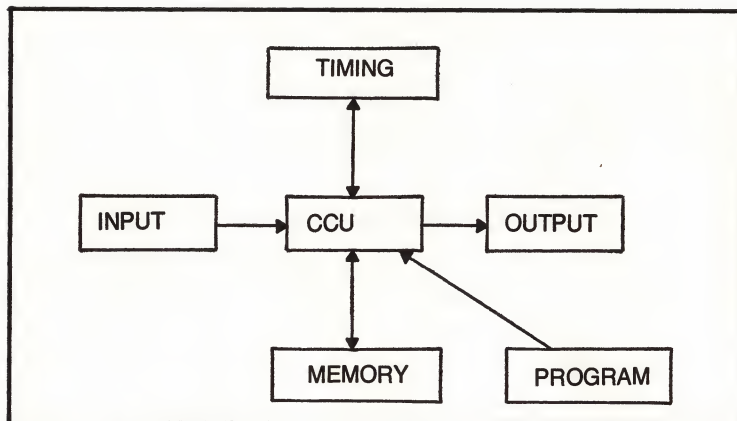 TIMING
INPUT
CCU
OUTPUT
MEMORY
PROGRAM